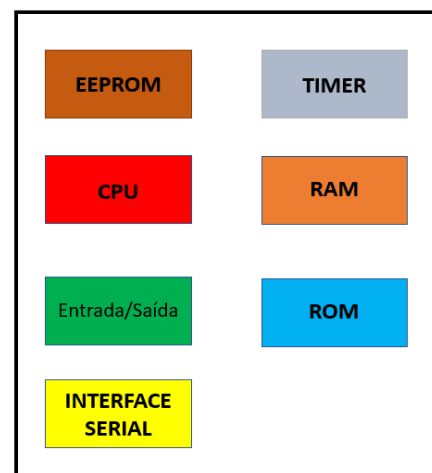 EEPROM
TIMER
CPU
RAM
Entrada/Saída
ROM
INTERFACE
SERIAL